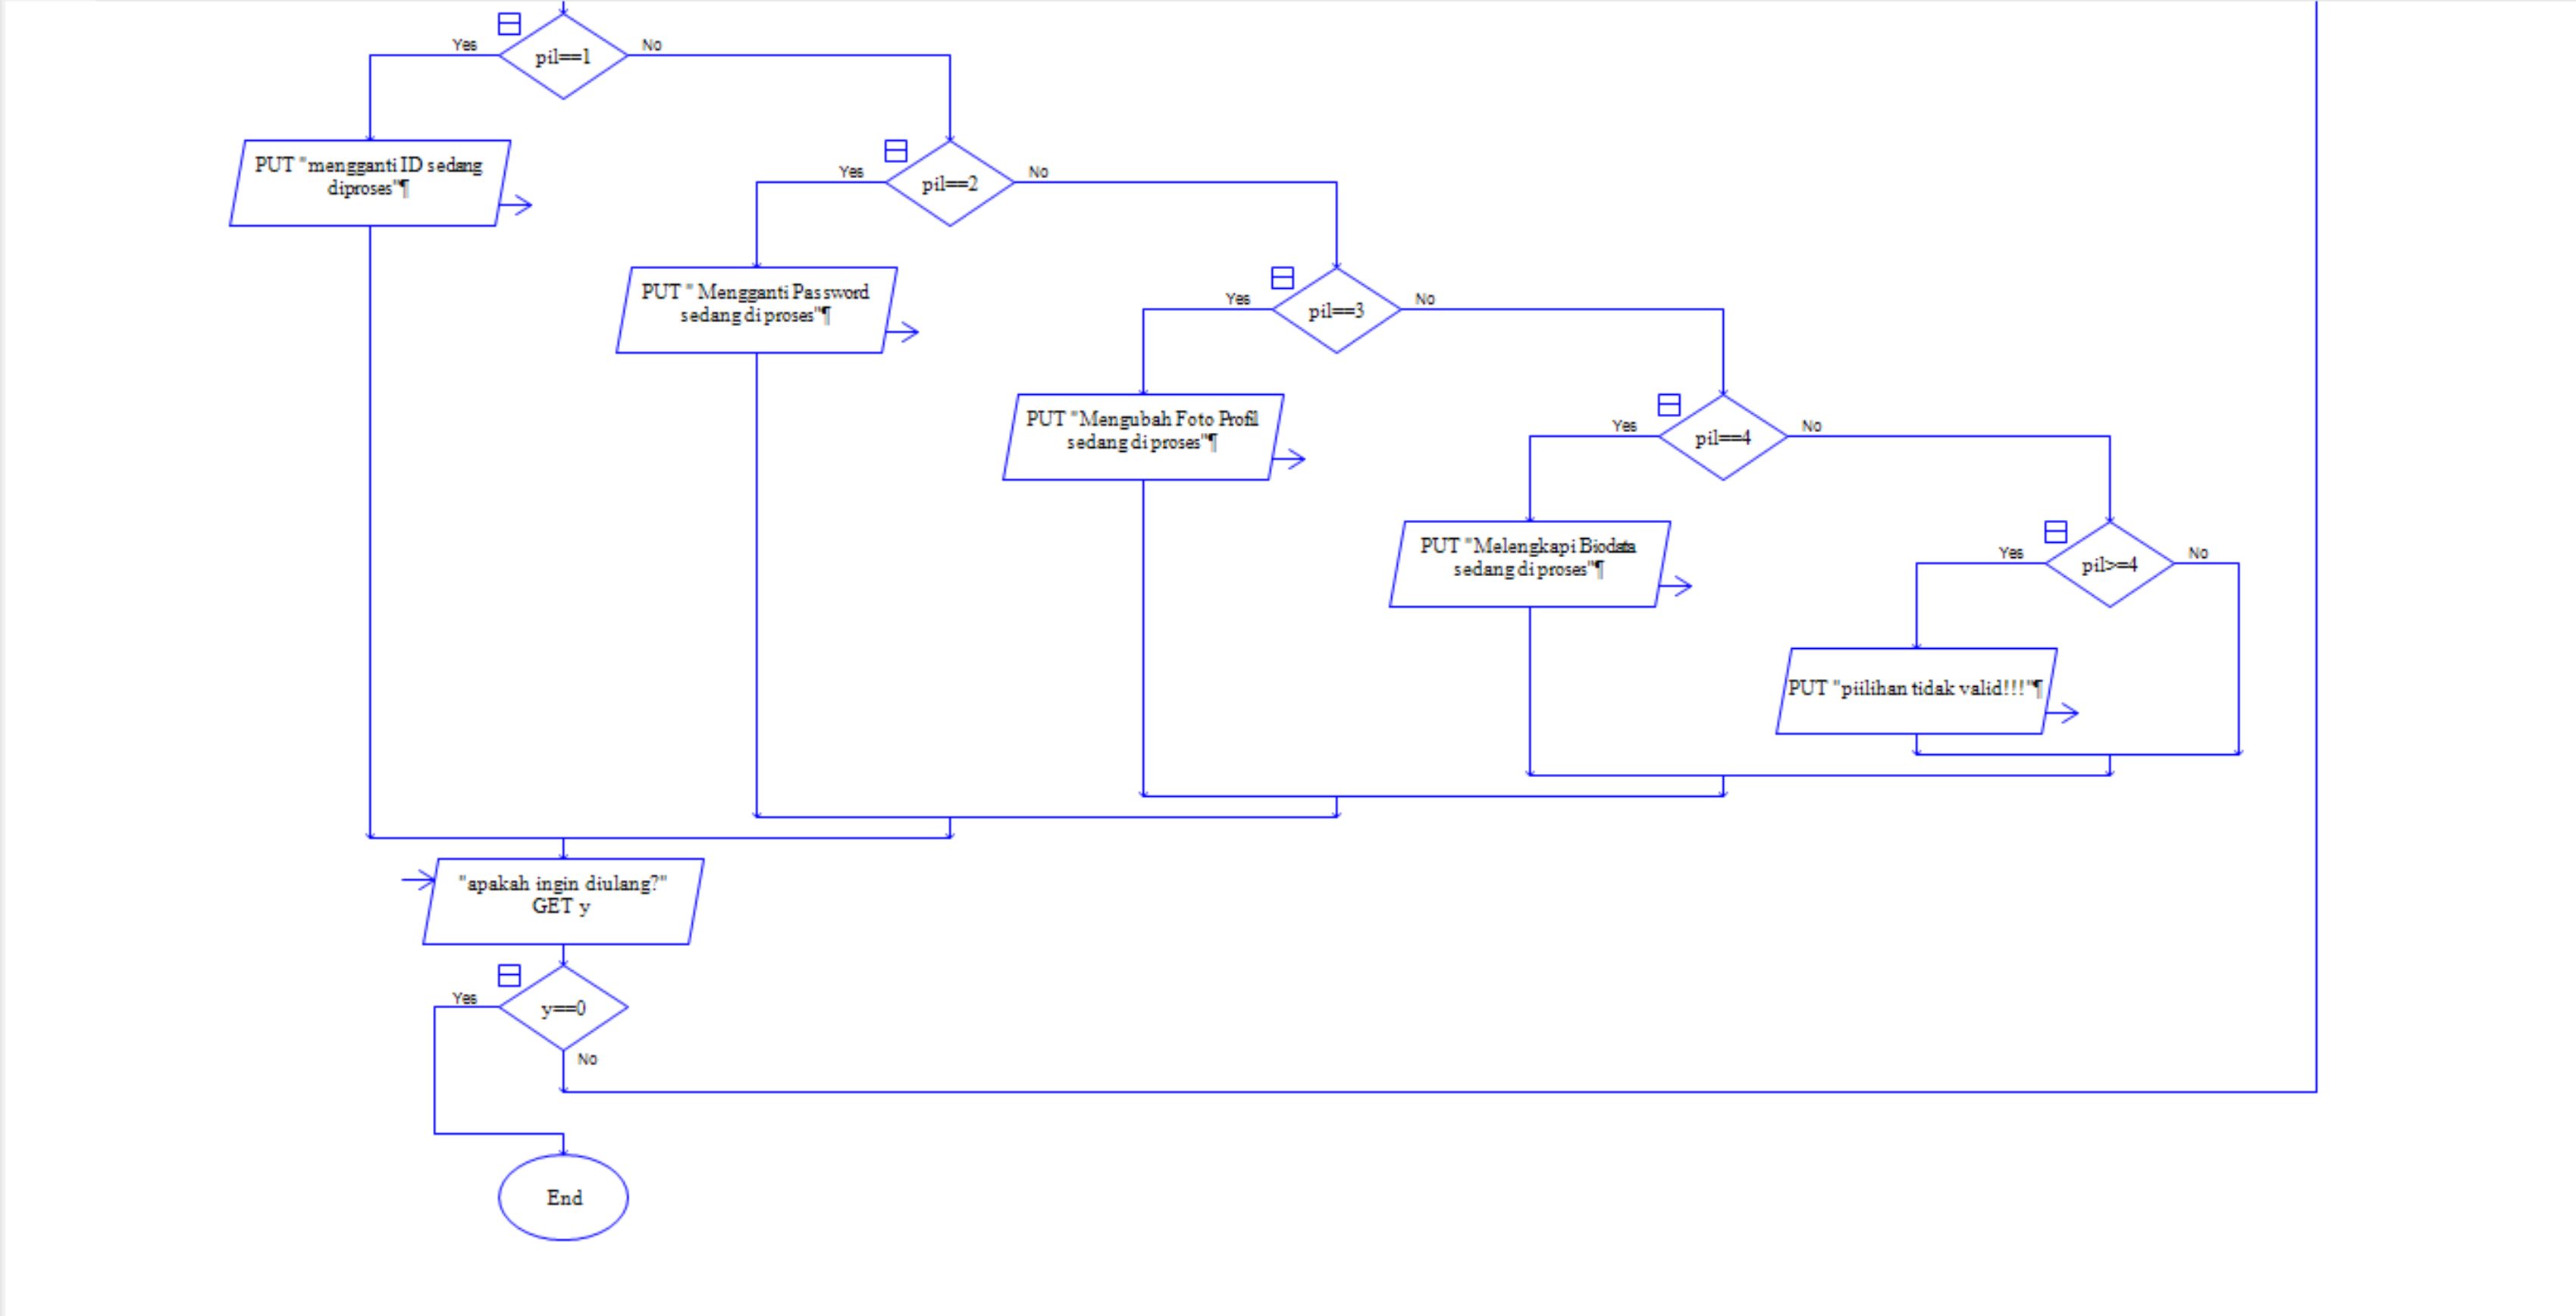 Yes
pil==1
No
PUT "mengganti ID sedang
diproses"¶
Yes
pil==2
No
PUT " Mengganti Password
sedang di proses"¶
Yes
pil==3
No
PUT "Mengubah Foto Profil
sedang di proses"¶
Yes
pil==4
No
PUT "Melengkapi Biodata
sedang di proses"¶
Yes
pil>=4
No
PUT "piilihan tidak valid!!!"¶
"apakah ingin diulang?"
GET y
Yes
y==0
No
End